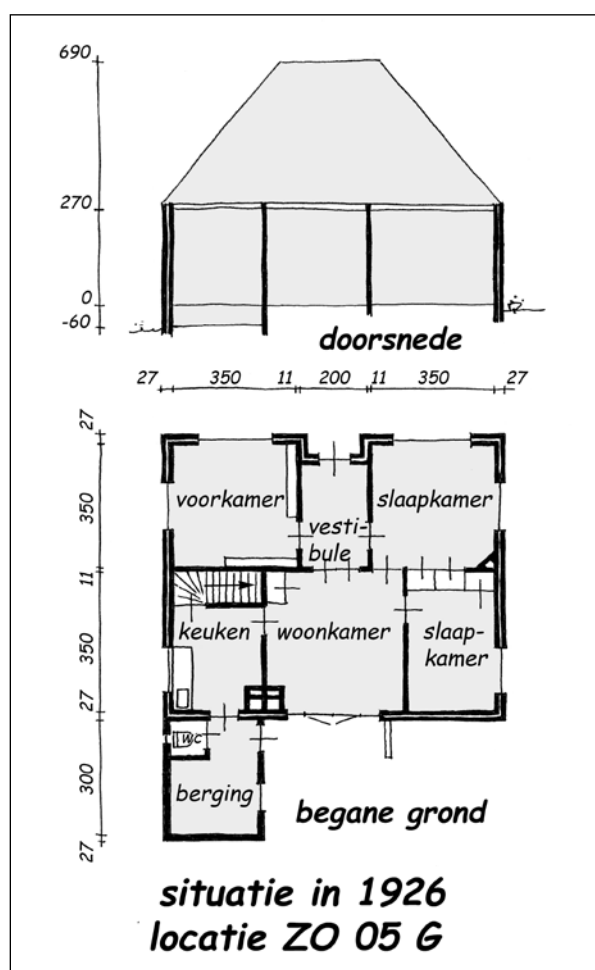 690
270
0
-60
doorsnede
27 350 11 200 11 350 27
27
350
11
350
27
300
27
voorkamer
slaapkamer
vesti-
bule
keuken
woonkamer
slaap-
kamer
WC
berging
begane grond
situatie in 1926
locatie ZO 05 G